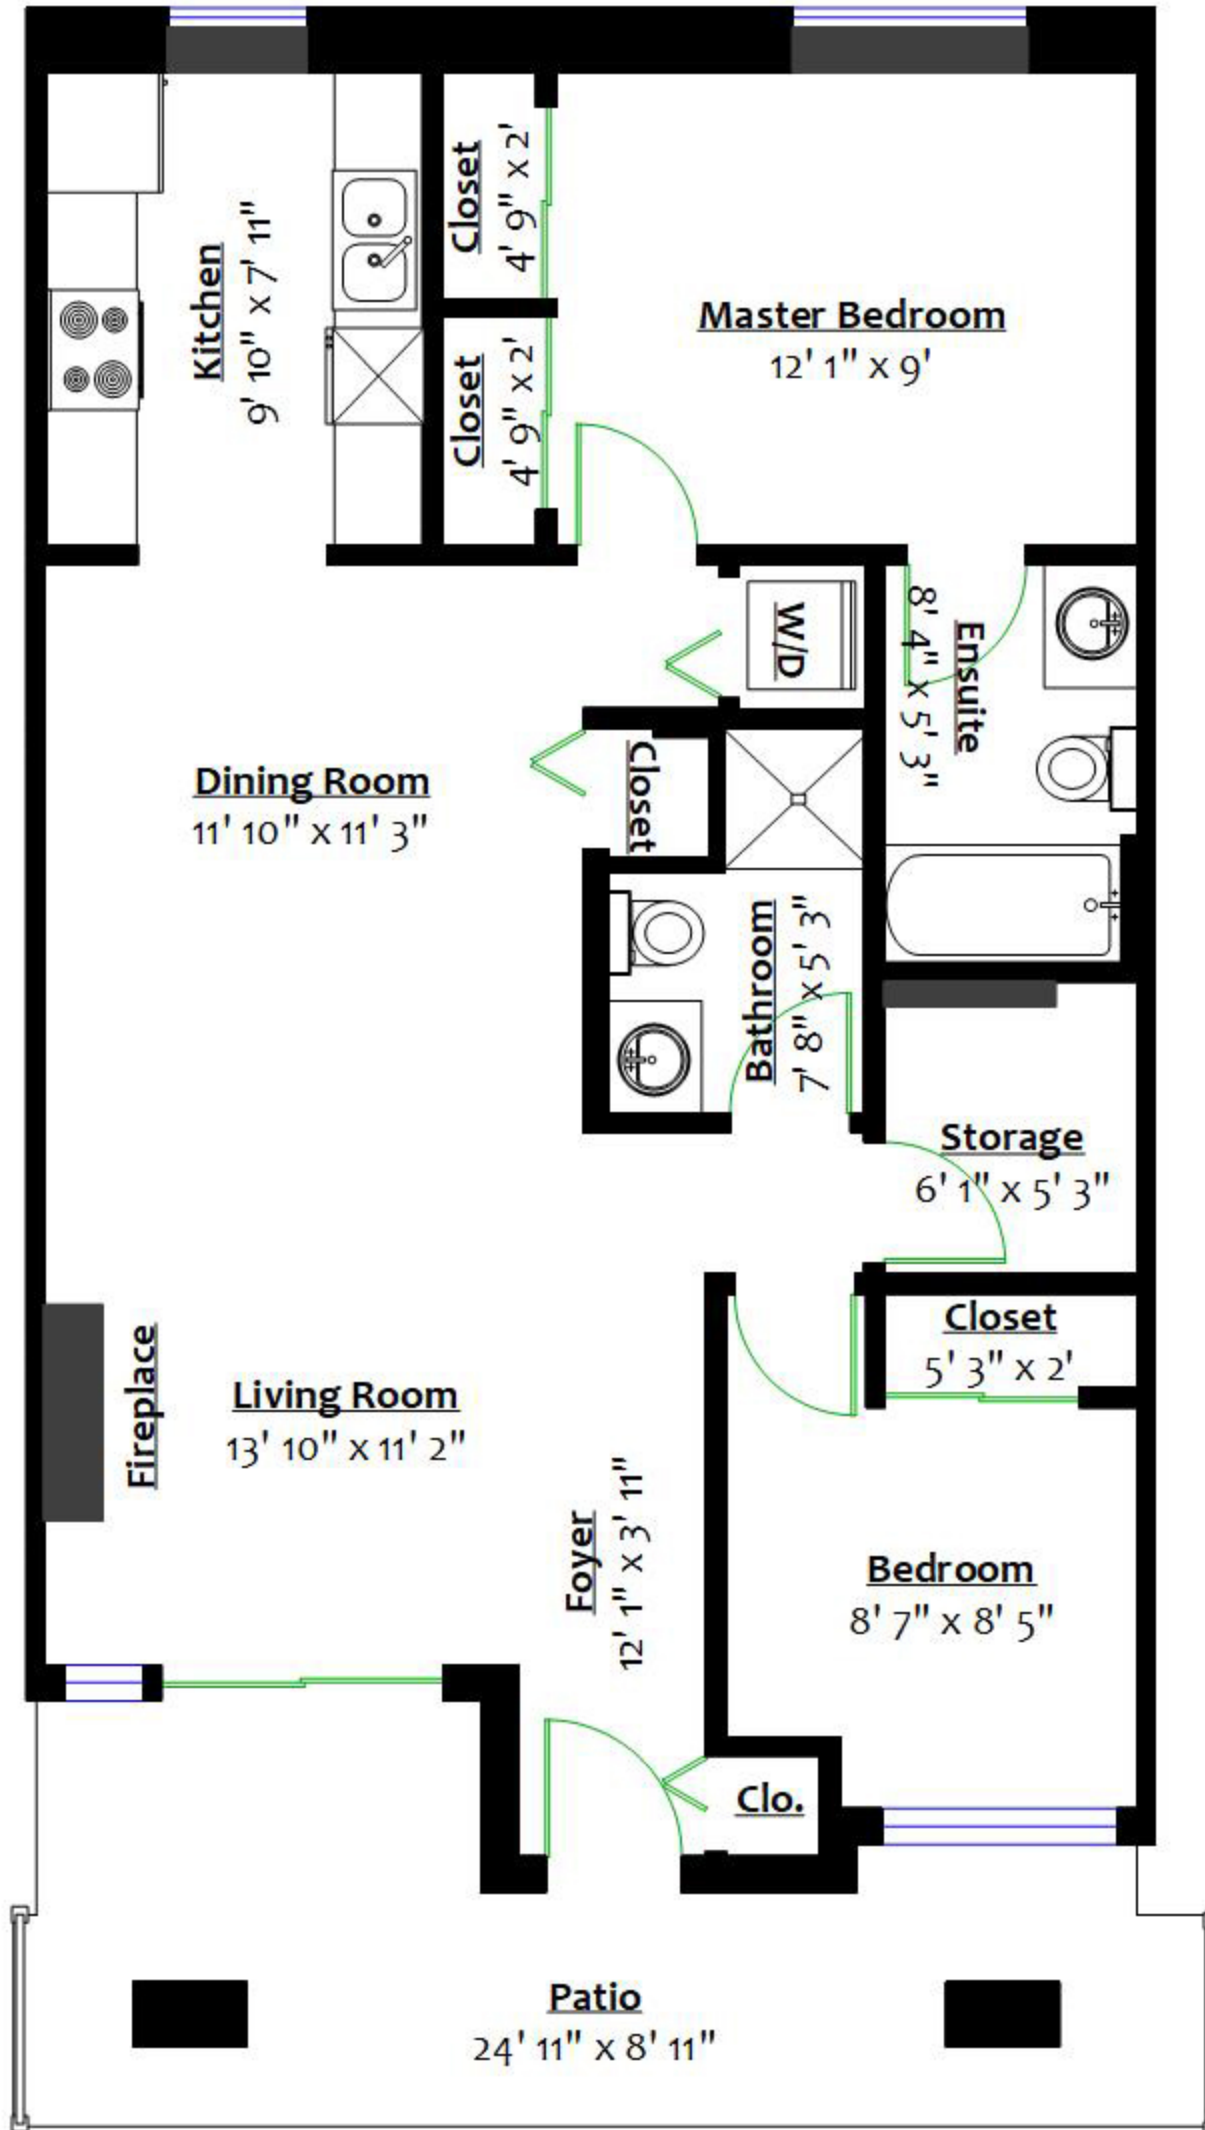 Closet
4' 9" x 2'
Kitchen
9' 10" x 7' 11"
Master Bedroom
12' 1" x 9'
Closet
4' 9" x 2'
W/D
Ensuite
8' 4" x 5' 3"
Closet
Dining Room
11' 10" x 11' 3"
Bathroom
7' 8" x 5' 3"
Storage
6' 1" x 5' 3"
Closet
5' 3" x 2'
Fireplace
Living Room
13' 10" x 11' 2"
Foyer
12' 1" x 3' 11"
Bedroom
8' 7" x 8' 5"
Clo.
Patio
24' 11" x 8' 11"